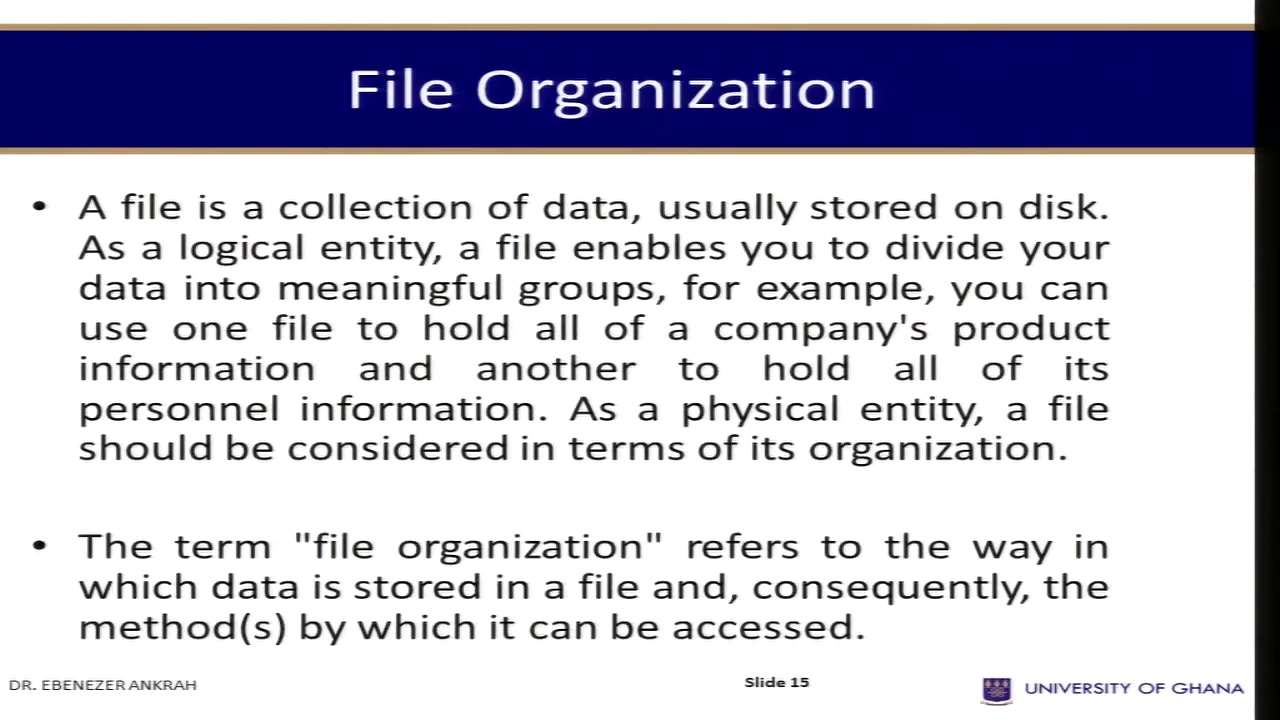 File Organization
• A file is a collection of data, usually stored on disk.
As a logical entity, a file enables you to divide your
data into meaningful groups, for example, you can
use one file to hold all of a company's product
information and another to hold all of its
personnel information. As a physical entity, a file
should be considered in terms of its organization.
• The term "file organization" refers to the way in
which data is stored in a file and, consequently, the
method(s) by which it can be accessed.
DR. EBENEZER ANKRAH
Slide 15
UNIVERSITY OF GHANA